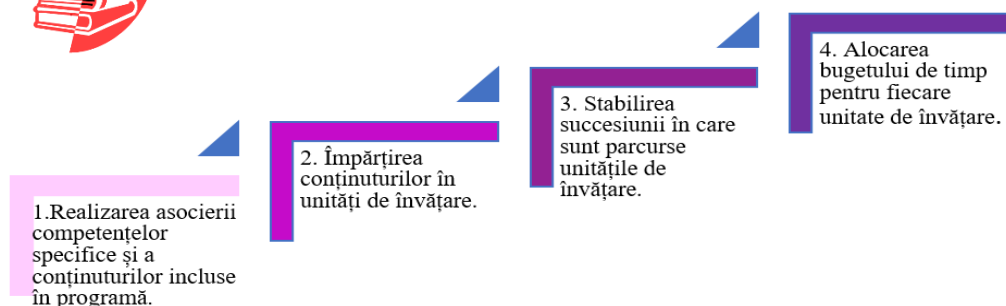 1.Realizarea asocierii
competențelor
specifice și a
conținuturilor incluse
în programă.
2. Împărțirea
conținuturilor în
unități de învățare.
3. Stabilirea
succesiunii în care
sunt parcurse
unitățile de
învățare.
4. Alocarea
bugetului de timp
pentru fiecare
unitate de învățare.